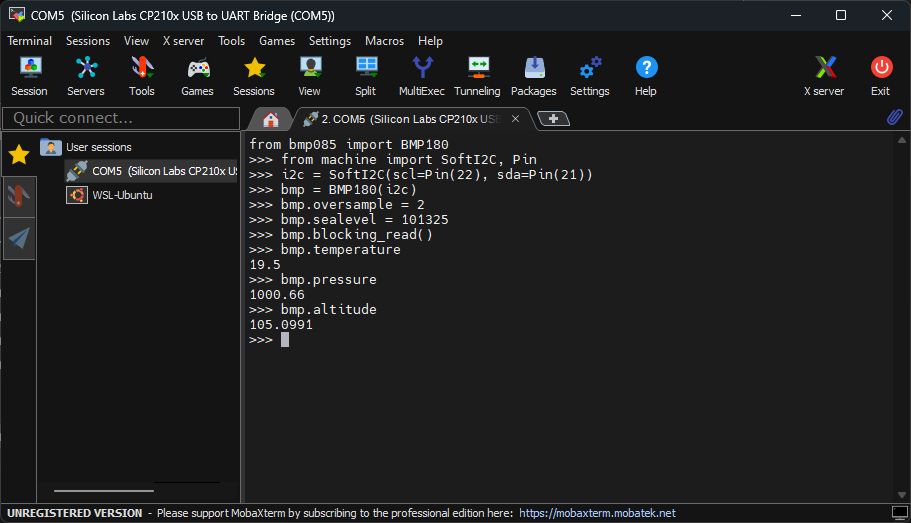 COM5 (Silicon Labs CP210x USB to UART Bridge (COM5))
Terminal Sessions View X server Tools Games Settings Macros Help
Session Servers Tools Games Sessions View Split MultiExec Tunneling Packages Settings Help X server Exit
Quick connect...
2. COM5 (Silicon Labs CP210x USB
User sessions
COM5 (Silicon Labs CP210x US
WSL-Ubuntu
from bmp085 import BMP180
>>> from machine import SoftI2C, Pin
>>> i2c = SoftI2C(scl=Pin(22), sda=Pin(21))
>>> bmp = BMP180(i2c)
>>> bmp.oversample = 2
>>> bmp.sealevel = 101325
>>> bmp.blocking_read()
>>> bmp.temperature
19.5
>>> bmp.pressure
1000.66
>>> bmp.altitude
105.0991
>>>
UNREGISTERED VERSION - Please support MobaXterm by subscribing to the professional edition here: https://mobaxterm.mobatek.net